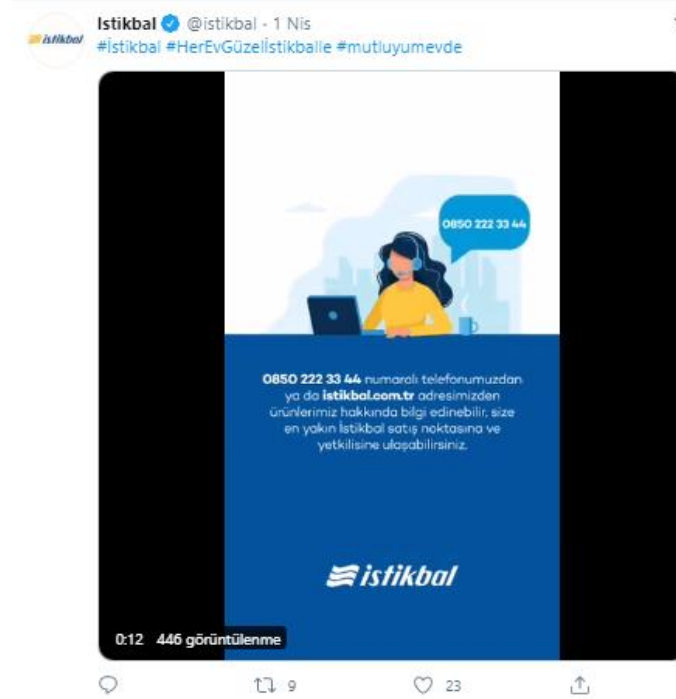 Istikbal @istikbal · 1 Nis
istikbal
#İstikbal #HerEvGüzelİstikballe #mutluyumevde
0850 222 33 44
0850 222 33 44 numaralı telefonumuzdan
ya da istikbal.com.tr adresimizden
ürünlerimiz hakkında bilgi edinebilir, size
en yakın İstikbal satış noktasına ve
yetkilisine ulaşabilirsiniz.
istikbal
0:12 446 görüntülenme
9 23